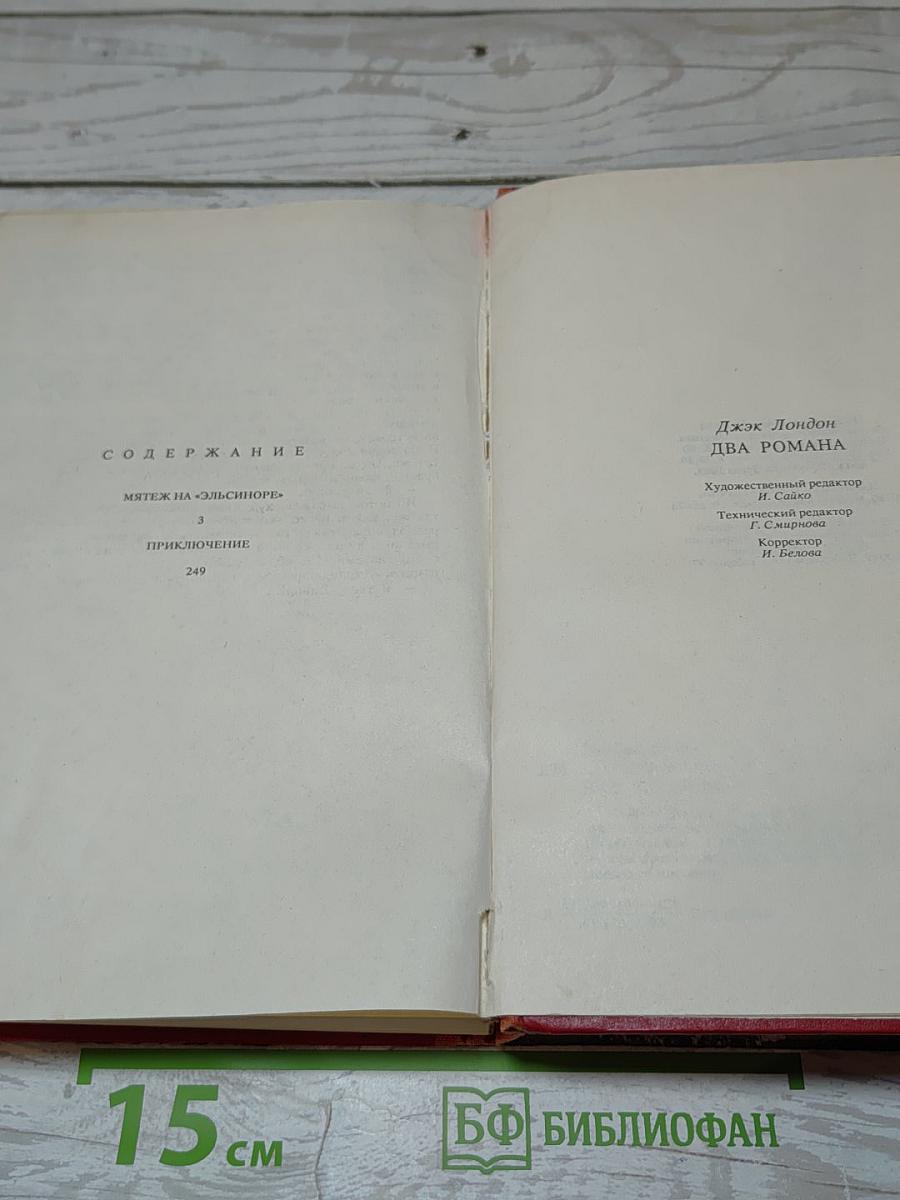 СОДЕРЖАНИЕ
МЯТЕЖ НА «ЭЛЬСИНОРЕ»
3
ПРИКЛЮЧЕНИЕ
249
Джэк Лондон
ДВА РОМАНА
Художественный редактор
И. Сайко
Технический редактор
Г. Смирнова
Корректор
И. Белова
15 см
БФ БИБЛИОФАН